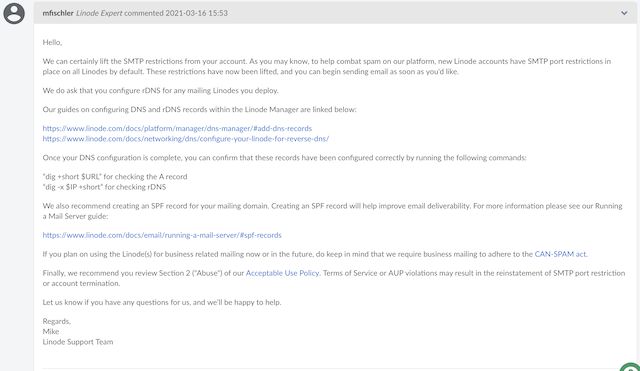 mfischler Linode Expert commented 2021-03-16 15:53
Hello,
We can certainly lift the SMTP restrictions from your account. As you may know, to help combat spam on our platform, new Linode accounts have SMTP port restrictions in
place on all Linodes by default. These restrictions have now been lifted, and you can begin sending email as soon as you'd like.
We do ask that you configure rDNS for any mailing Linodes you deploy.
Our guides on configuring DNS and rDNS records within the Linode Manager are linked below:
https://www.linode.com/docs/platform/manager/dns-manager/#add-dns-records
https://www.linode.com/docs/networking/dns/configure-your-linode-for-reverse-dns/
Once your DNS configuration is complete, you can confirm that these records have been configured correctly by running the following commands:
"dig +short $URL" for checking the A record
"dig -x $IP +short" for checking rDNS
We also recommend creating an SPF record for your mailing domain. Creating an SPF record will help improve email deliverability. For more information please see our Running
a Mail Server guide:
https://www.linode.com/docs/email/running-a-mail-server/#spf-records
If you plan on using the Linode(s) for business related mailing now or in the future, do keep in mind that we require business mailing to adhere to the CAN-SPAM act.
Finally, we recommend you review Section 2 ("Abuse") of our Acceptable Use Policy. Terms of Service or AUP violations may result in the reinstatement of SMTP port restriction
or account termination.
Let us know if you have any questions for us, and we'll be happy to help.
Regards,
Mike
Linode Support Team